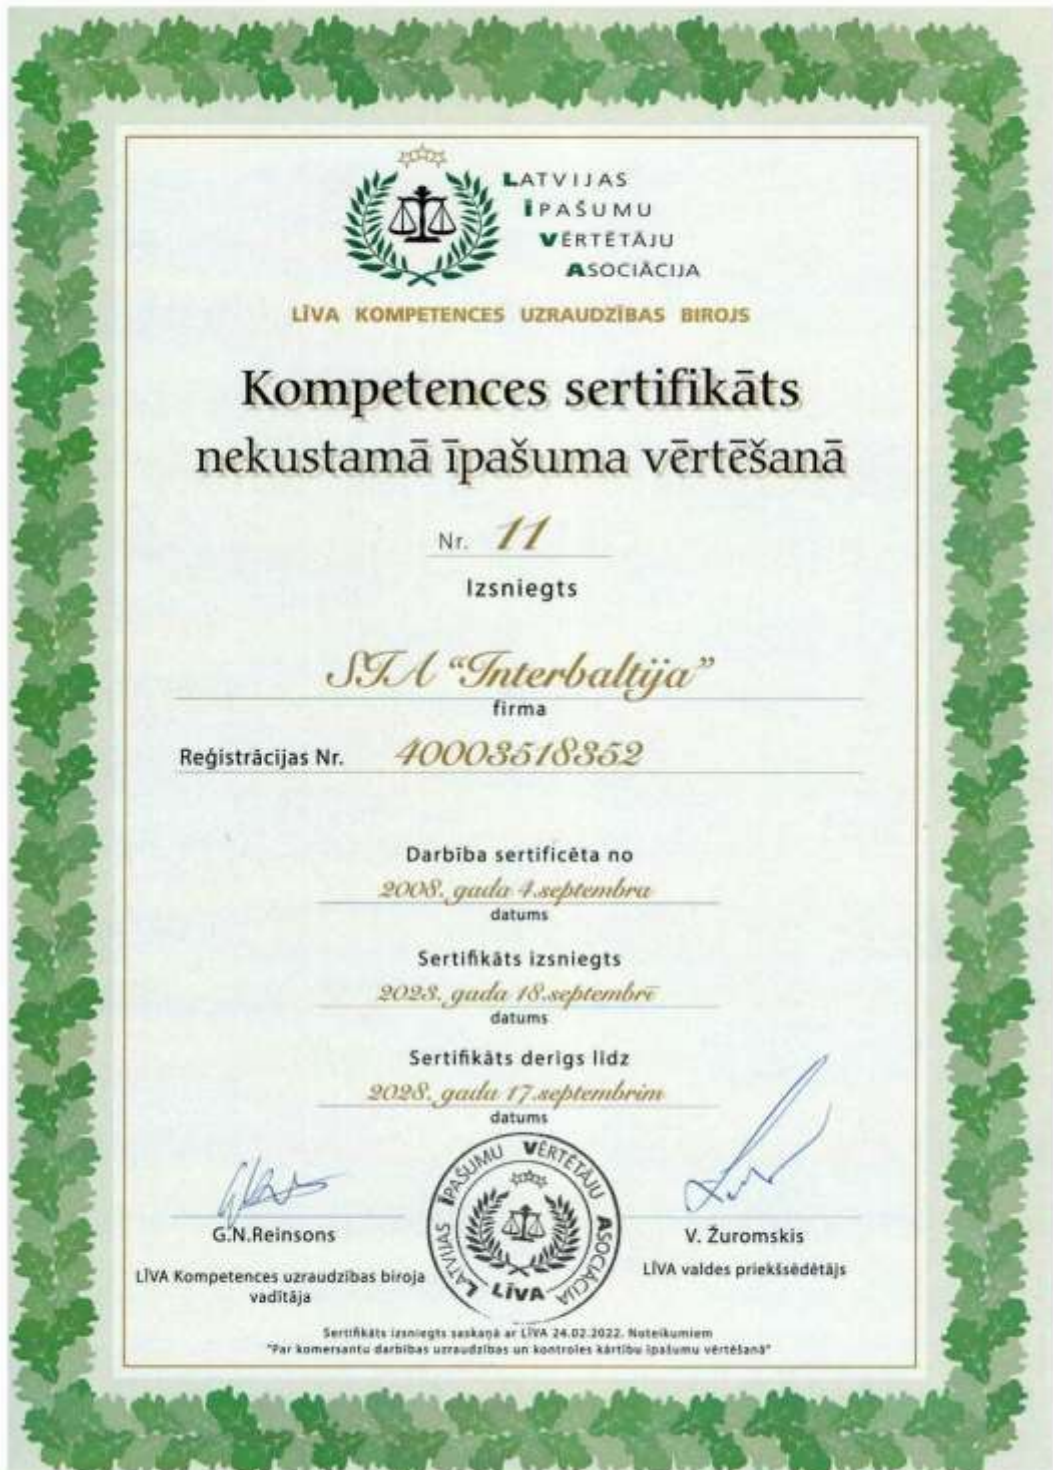 LATVIJAS
ĪPAŠUMU
VĒRTĒTĀJU
ASOCIĀCIJA
LĪVA KOMPETENCES UZRAUDZĪBAS BIROJS
Kompetences sertifikāts
nekustamā īpašuma vērtēšanā
Nr. 11
Izsniegts
SIA “Interbaltija”
firma
Reģistrācijas Nr. 40003518352
Darbība sertificēta no
2008. gada 4.septembra
datums
Sertifikāts izsniegts
2023. gada 18.septembrī
datums
Sertifikāts derīgs līdz
2028. gada 17.septembrim
datums
LATVIJAS ĪPAŠUMU VĒRTĒTĀJU ASOCIĀCIJA
LĪVA
G.N.Reinsons
LĪVA Kompetences uzraudzības biroja
vadītāja
V. Žuromskis
LĪVA valdes priekšsēdētājs
Sertifikāts izsniegts saskaņā ar LĪVA 24.02.2022. Noteikumiem
"Par komersantu darbības uzraudzības un kontroles kārtību īpašumu vērtēšanā"